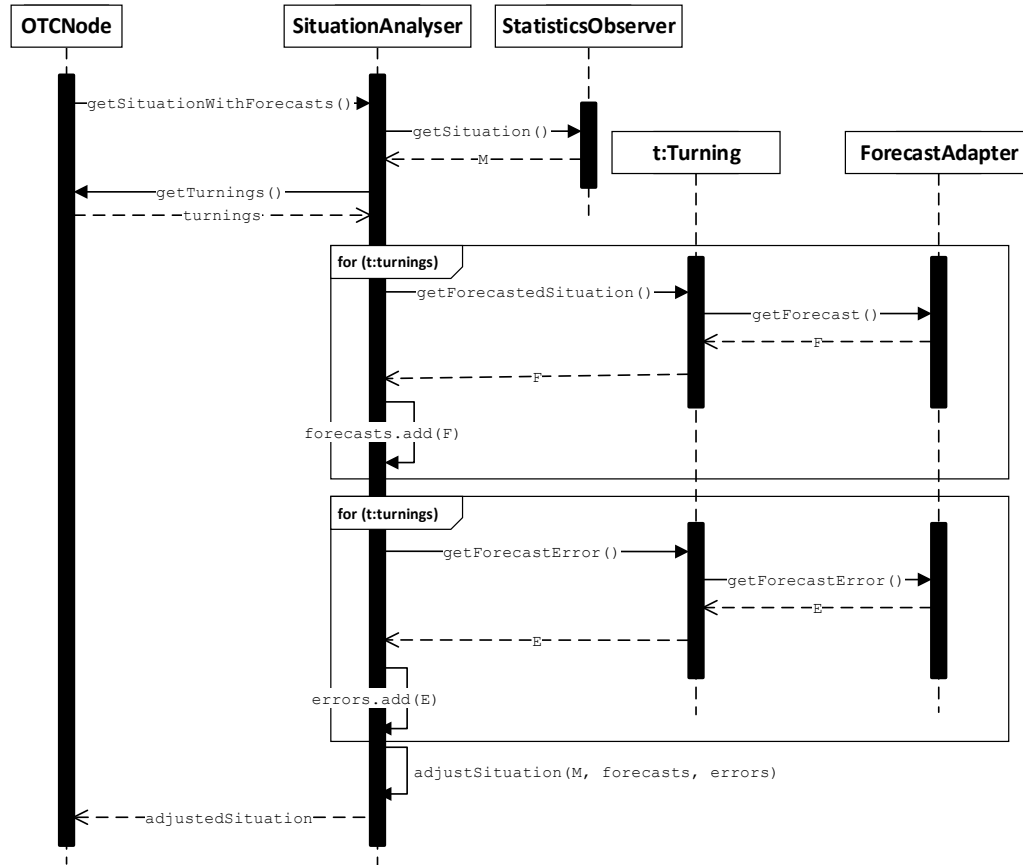 OTCNode
SituationAnalyser
StatisticsObserver
getSituationWithForecasts()
getSituation()
M
t:Turning
ForecastAdapter
getTurnings()
turnings
for (t:turnings)
getForecastedSituation()
getForecast()
F
F
forecasts.add(F)
for (t:turnings)
getForecastError()
getForecastError()
E
E
errors.add(E)
adjustSituation(M, forecasts, errors)
adjustedSituation